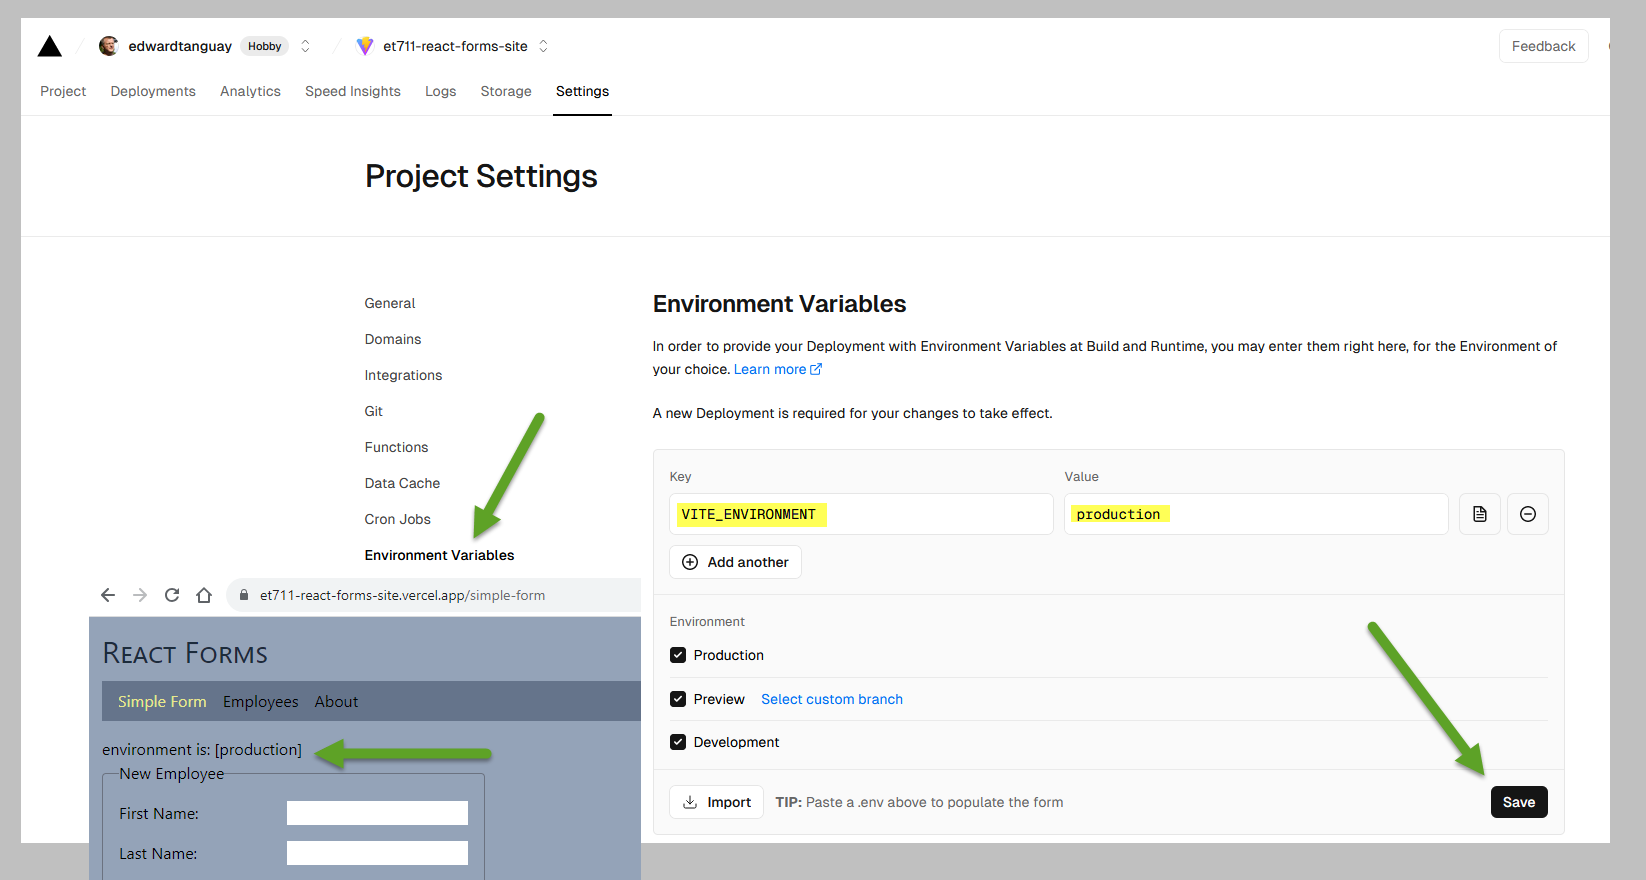 edwardtanguay Hobby et711-react-forms-site Feedback
Project Deployments Analytics Speed Insights Logs Storage Settings
Project Settings
General
Domains
Integrations
Git
Functions
Data Cache
Cron Jobs
Environment Variables
Environment Variables
In order to provide your Deployment with Environment Variables at Build and Runtime, you may enter them right here, for the Environment of
your choice. Learn more
A new Deployment is required for your changes to take effect.
Key Value
VITE_ENVIRONMENT production
Add another
Environment
Production
Preview Select custom branch
Development
Import TIP: Paste a .env above to populate the form Save
et711-react-forms-site.vercel.app/simple-form
React Forms
Simple Form Employees About
environment is: [production]
New Employee
First Name:
Last Name: